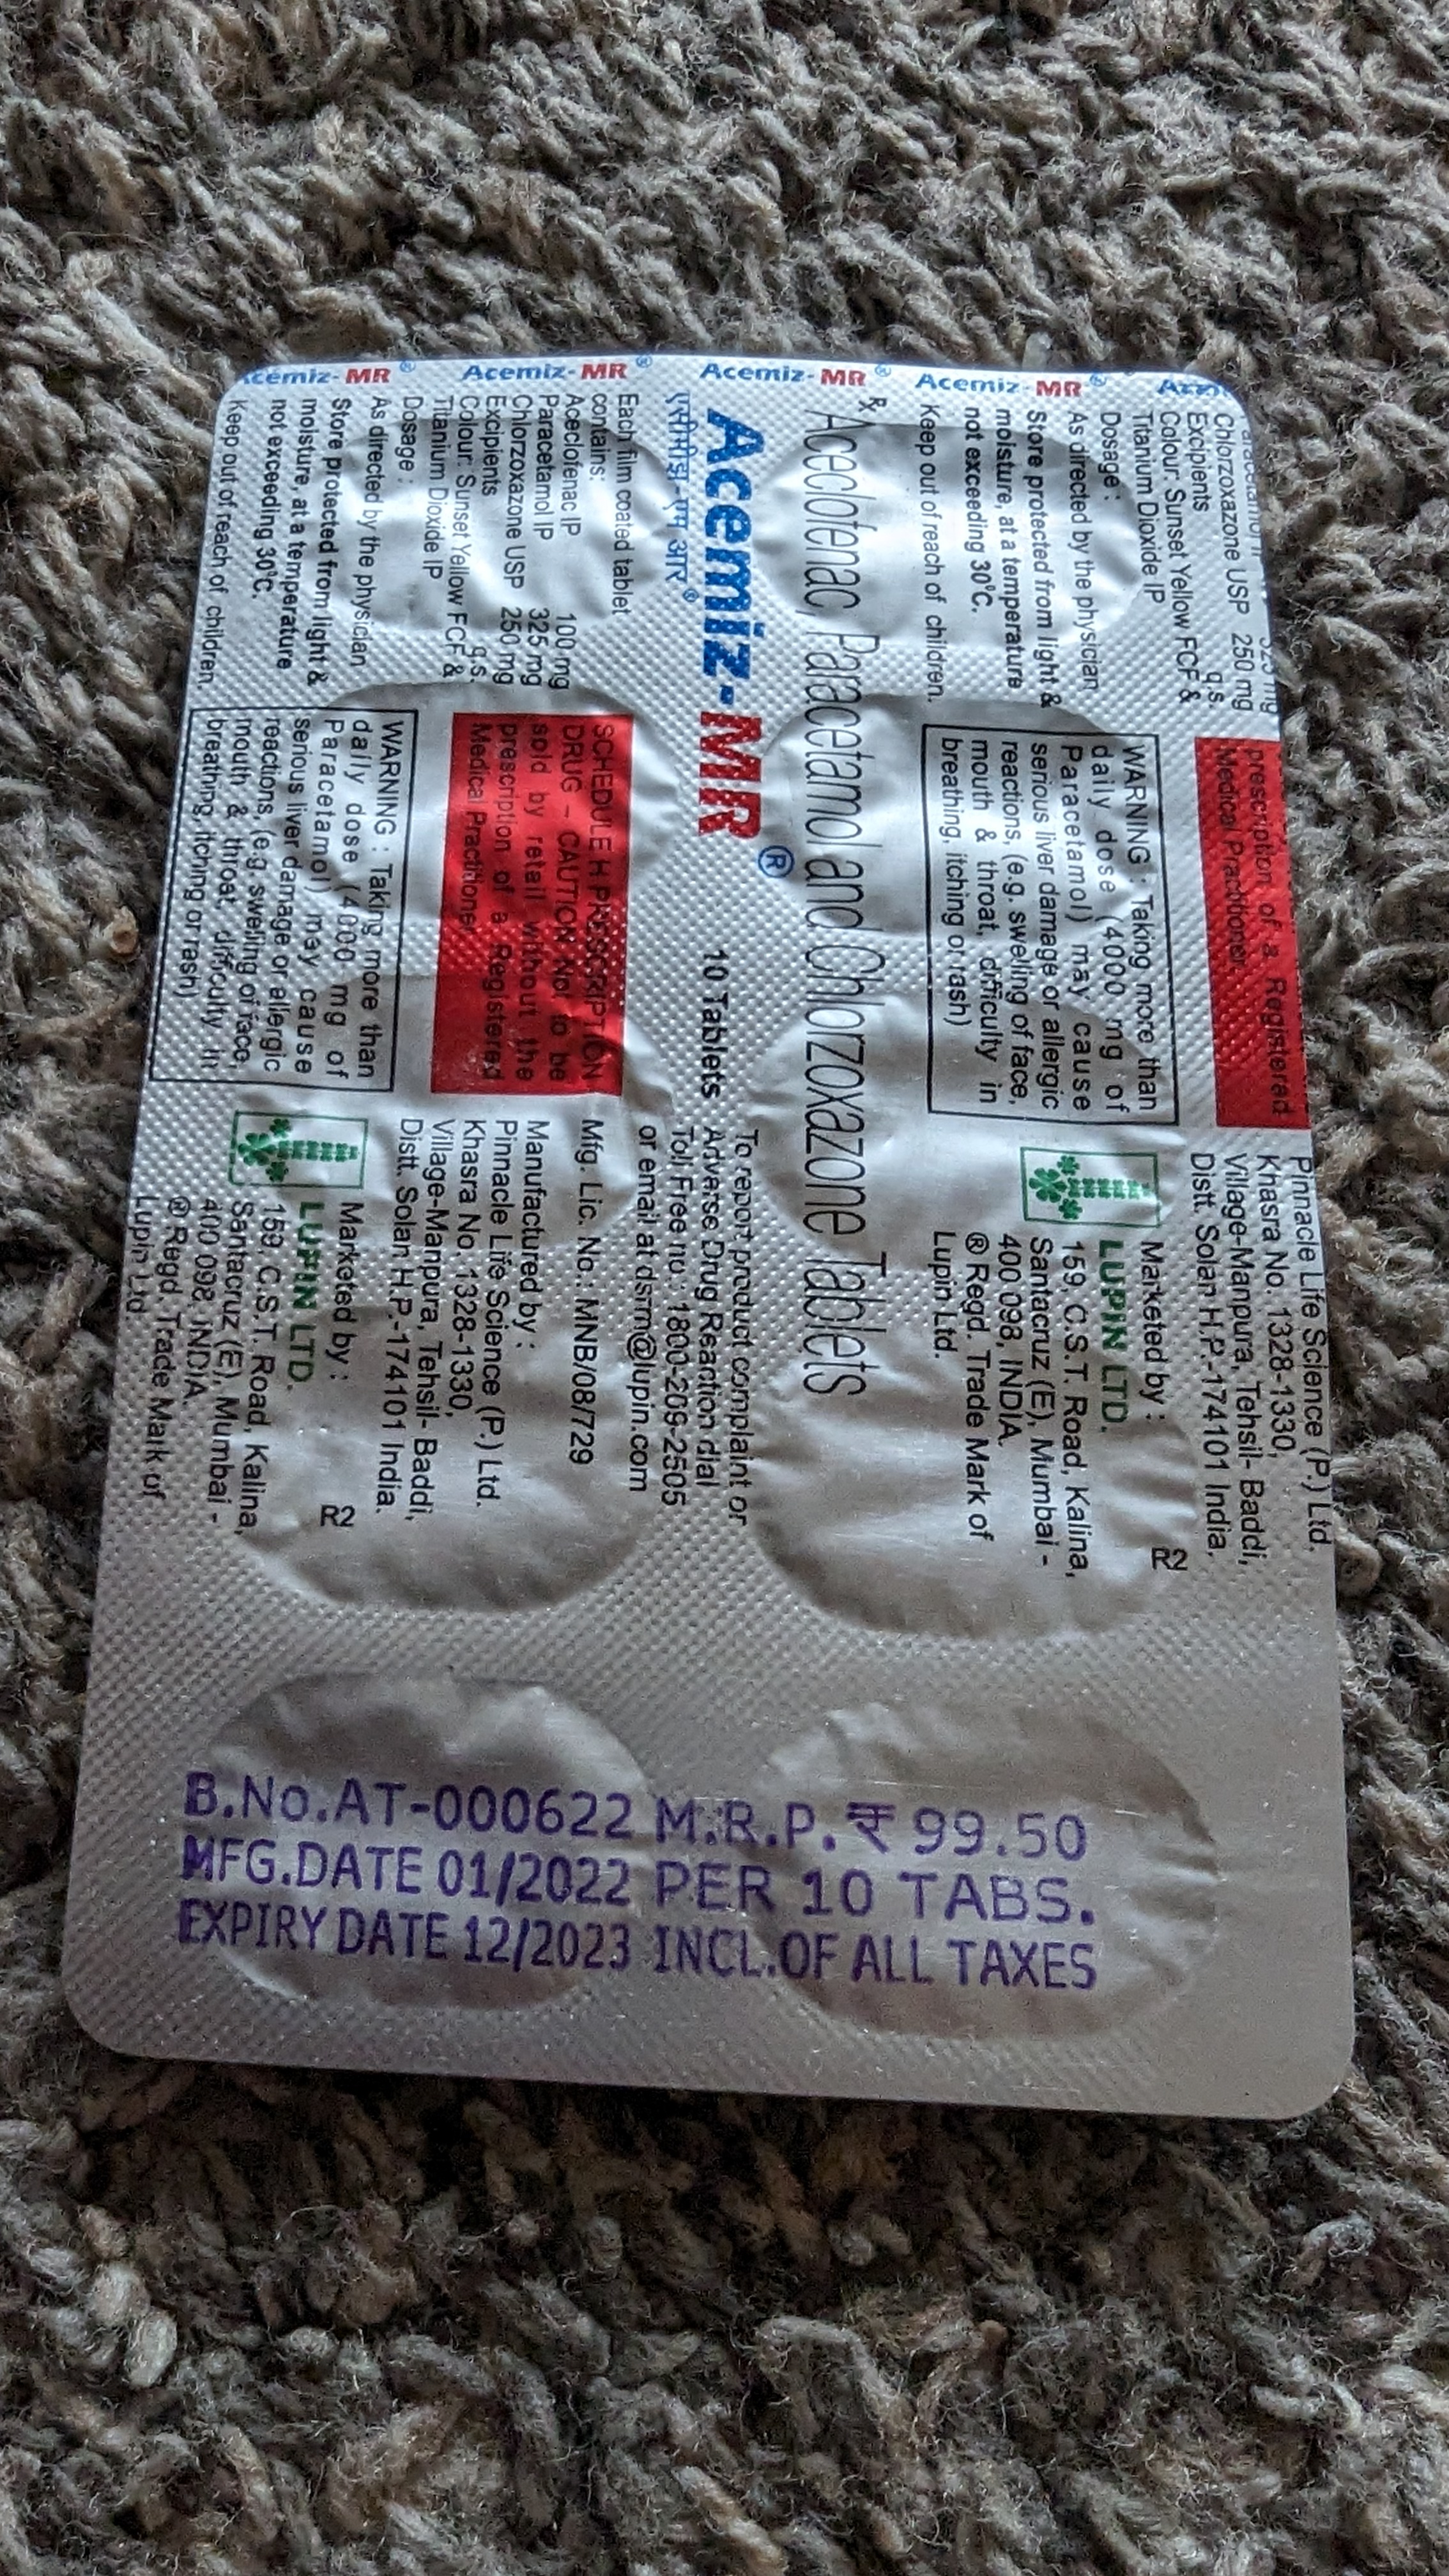 Acemiz-MR® Acemiz-MR® Acemiz-MR® Acemiz-MR®
Chlorzoxazone USP 250 mg
Excipients q.s.
Colour: Sunset Yellow FCF &
Titanium Dioxide IP
Dosage :
As directed by the physician
Store protected from light &
moisture, at a temperature
not exceeding 30°C.
Keep out of reach of children.
prescription of a Registered
Medical Practitioner.
WARNING : Taking more than
daily dose (4000 mg of
Paracetamol) may cause
serious liver damage or allergic
reactions, (e.g. sweling of face,
mouth & throat, difficulty in
breathing, itching or rash)
Pinnacle Life Science (P.) Ltd.
Khasra No. 1328-1330,
Village-Manpura, Tehsil- Baddi,
Distt. Solan H.P.-174101 India.
Marketed by :
LUPIN LTD.
159, C.S.T. Road, Kalina,
Santacruz (E), Mumbai -
400 098, INDIA.
® Regd. Trade Mark of
Lupin Ltd.
R2
Rx
Aceclofenac, Paracetamol and Chlorzoxazone Tablets
Acemiz-MR®
एसीमीझ-एम आर®
10 Tablets
To report product complaint or
Adverse Drug Reaction dial
Toll Free no.: 1800-209-2505
or email at dsrm@lupin.com
Each film coated tablet
contains:
Aceclofenac IP 100 mg
Paracetamol IP 325 mg
Chlorzoxazone USP 250 mg
Excipients q.s.
Colour: Sunset Yellow FCF &
Titanium Dioxide IP
Dosage :
As directed by the physician
Store protected from light &
moisture, at a temperature
not exceeding 30°C.
Keep out of reach of children.
SCHEDULE H PRESCRIPTION
DRUG – CAUTION Not to be
sold by retail without the
prescription of a Registered
Medical Practitioner
WARNING : Taking more than
daily dose (4000 mg of
Paracetamol) may cause
serious liver damage or allergic
reactions, (e.g. sweling of face,
mouth & throat, difficulty in
breathing, itching or rash)
Mfg. Lic. No.: MNB/08/729
Manufactured by :
Pinnacle Life Science (P.) Ltd.
Khasra No. 1328-1330,
Village-Manpura, Tehsil- Baddi,
Distt. Solan H.P.-174101 India.
Marketed by :
LUPIN LTD.
159, C.S.T. Road, Kalina,
Santacruz (E), Mumbai -
400 098, INDIA.
® Regd. Trade Mark of
Lupin Ltd.
R2
B.No.AT-000622 M.R.P.₹ 99.50
MFG.DATE 01/2022 PER 10 TABS.
EXPIRY DATE 12/2023 INCL.OF ALL TAXES